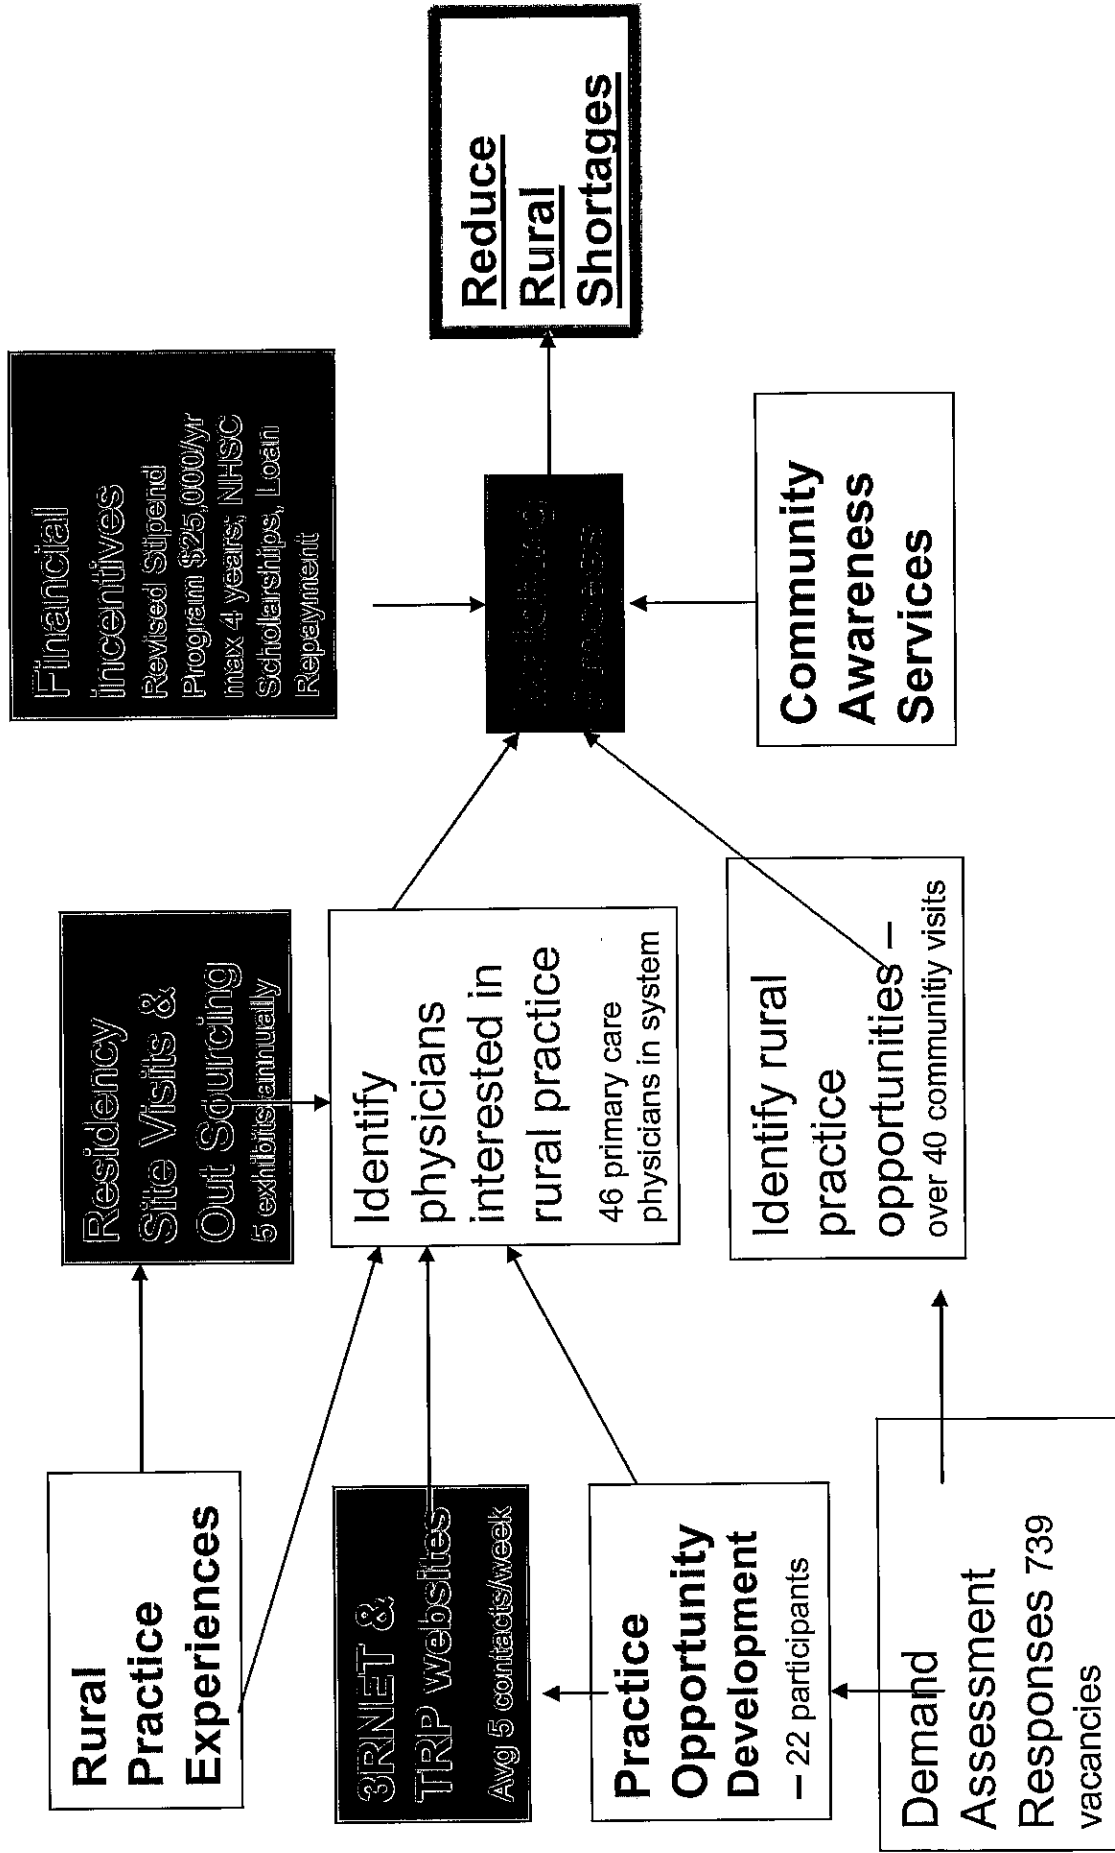 Rural
Practice
Experiences
3RNET &
TRP websites
Avg 5 contacts/week
Practice
Opportunity
Development
– 22 participants
Demand
Assessment
Responses 739
vacancies
Residency
Site Visits &
Out Sourcing
5 exhibits annually
Identify
physicians
interested in
rural practice
46 primary care
physicians in system
Identify rural
practice
opportunities –
over 40 communitiy visits
Financial
incentives
Revised Stipend
Program $25,000/yr
max 4 years; NHSC
Scholarships, Loan
Repayment
Matching
Process
Community
Awareness
Services
Reduce
Rural
Shortages